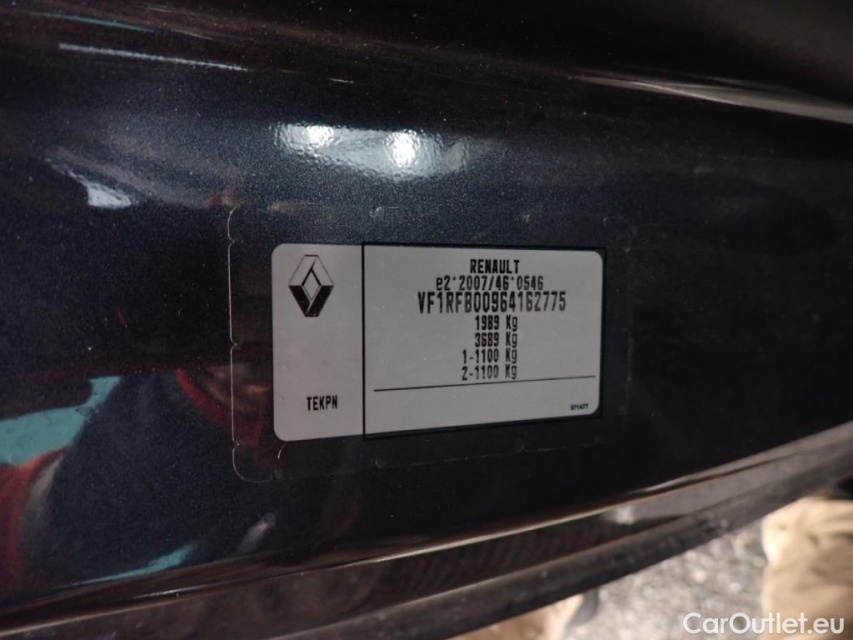 RENAULT
e2*2007/46*0546
VF1RFB00964162775
1989 Kg
3689 Kg
1-1100 Kg
2-1100 Kg
TEKPN
CarOutlet.eu